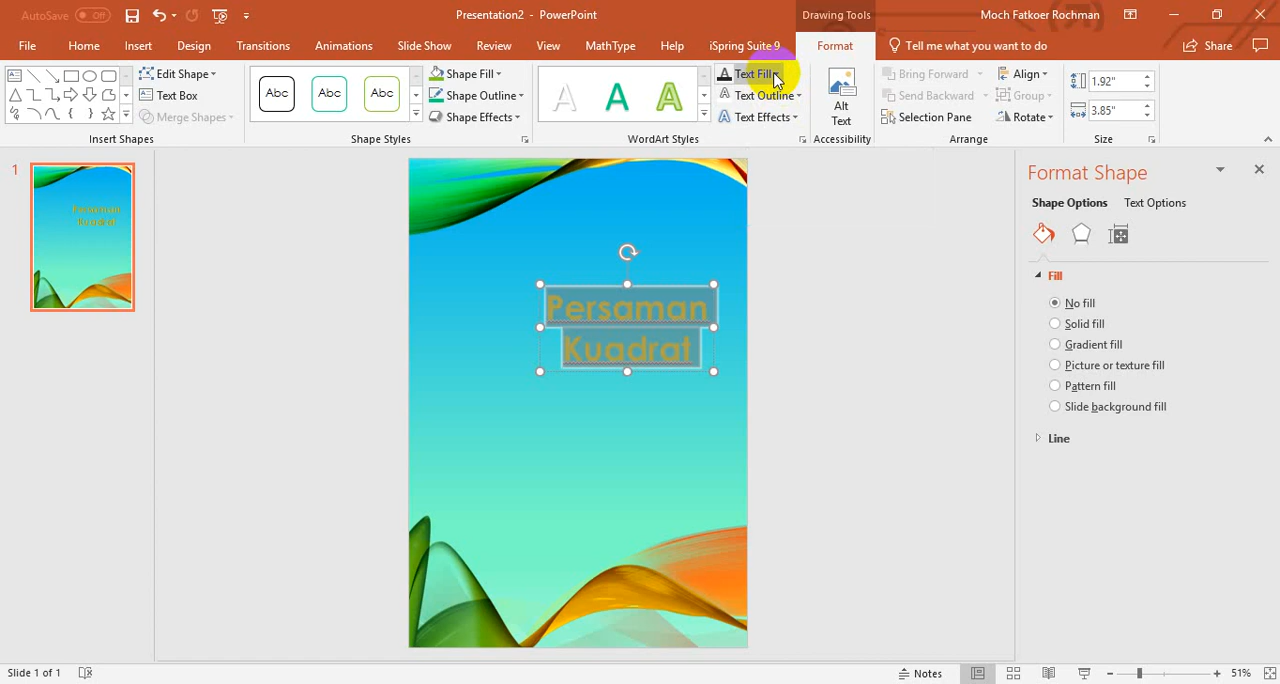 AutoSave Off
Presentation2 - PowerPoint
Drawing Tools
Moch Fatkoer Rochman
File Home Insert Design Transitions Animations Slide Show Review View MathType Help iSpring Suite 9 Format Tell me what you want to do Share
Edit Shape
Text Box
Merge Shapes
Insert Shapes
Abc Abc Abc
Shape Fill
Shape Outline
Shape Effects
Shape Styles
A A A
Text Fill
Text Outline
Text Effects
WordArt Styles
Alt
Text
Accessibility
Bring Forward
Send Backward
Selection Pane
Align
Group
Rotate
Arrange
1.92"
3.85"
Size
1
Persaman
Kuadrat
Persaman
Kuadrat
Format Shape
Shape Options Text Options
Fill
No fill
Solid fill
Gradient fill
Picture or texture fill
Pattern fill
Slide background fill
Line
Slide 1 of 1
Notes
51%